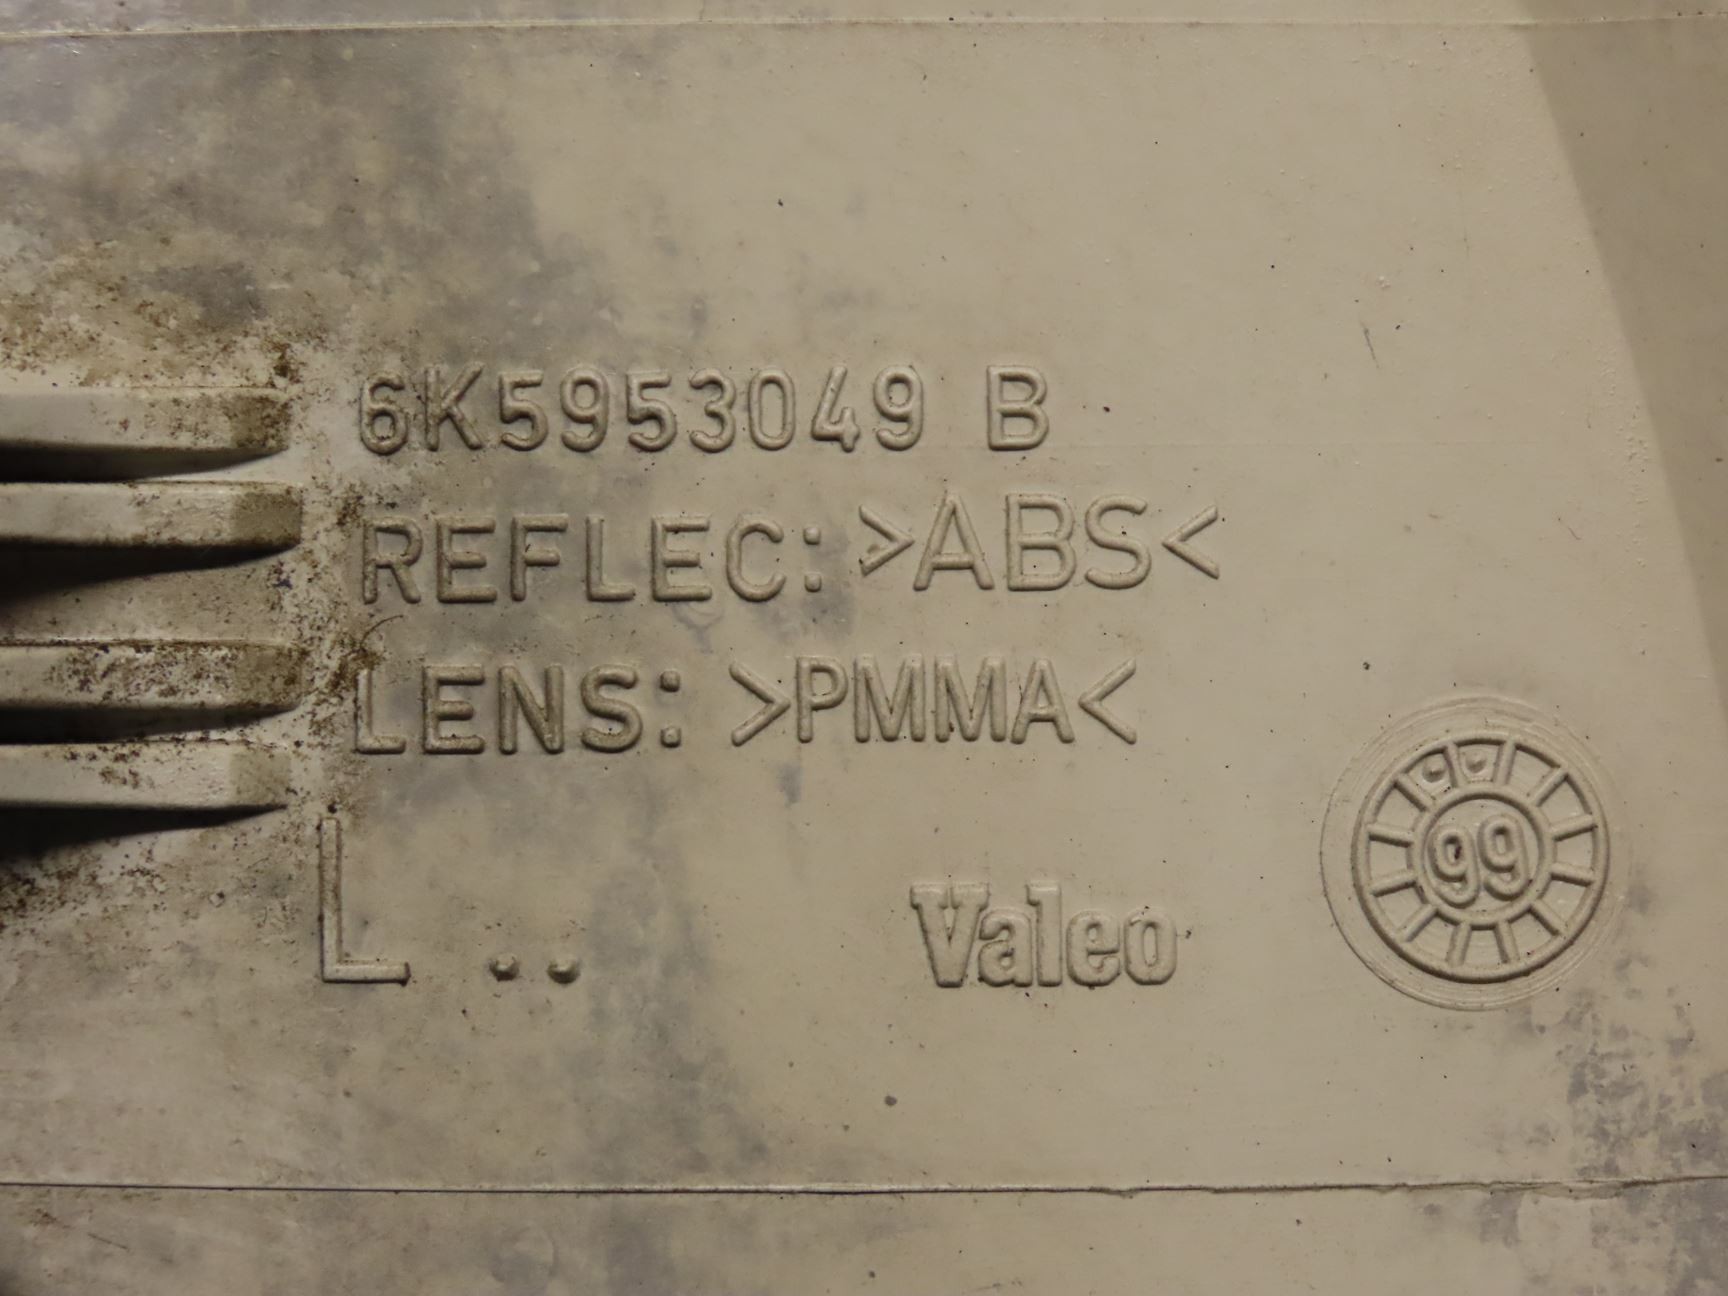 6K5953049 B
REFLEC: >ABS<
LENS: >PMMA<
L ..
Valeo
99